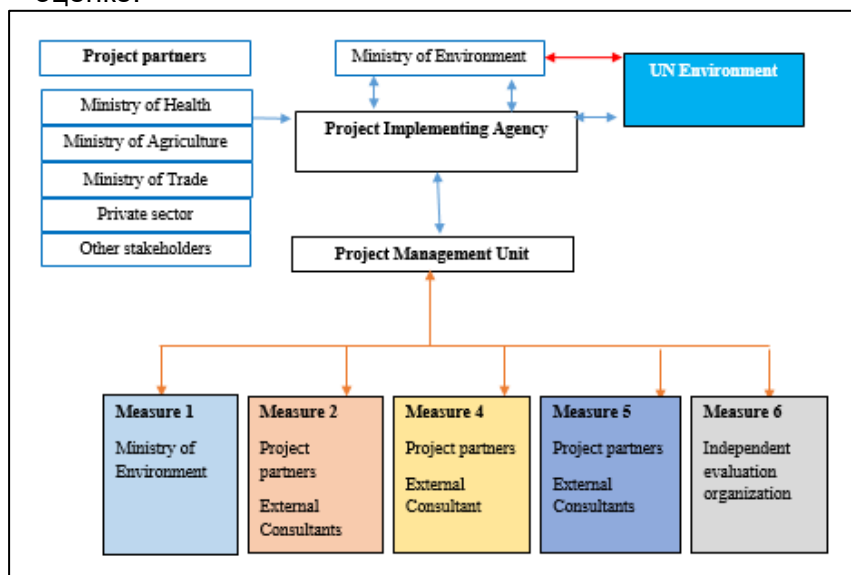 оценке.
Project partners
Ministry of Health
Ministry of Agriculture
Ministry of Trade
Private sector
Other stakeholders
Ministry of Environment
UN Environment
Project Implementing Agency
Project Management Unit
Measure 1
Ministry of
Environment
Measure 2
Project
partners
External
Consultants
Measure 4
Project partners
External
Consultant
Measure 5
Project partners
External
Consultants
Measure 6
Independent
evaluation
organization